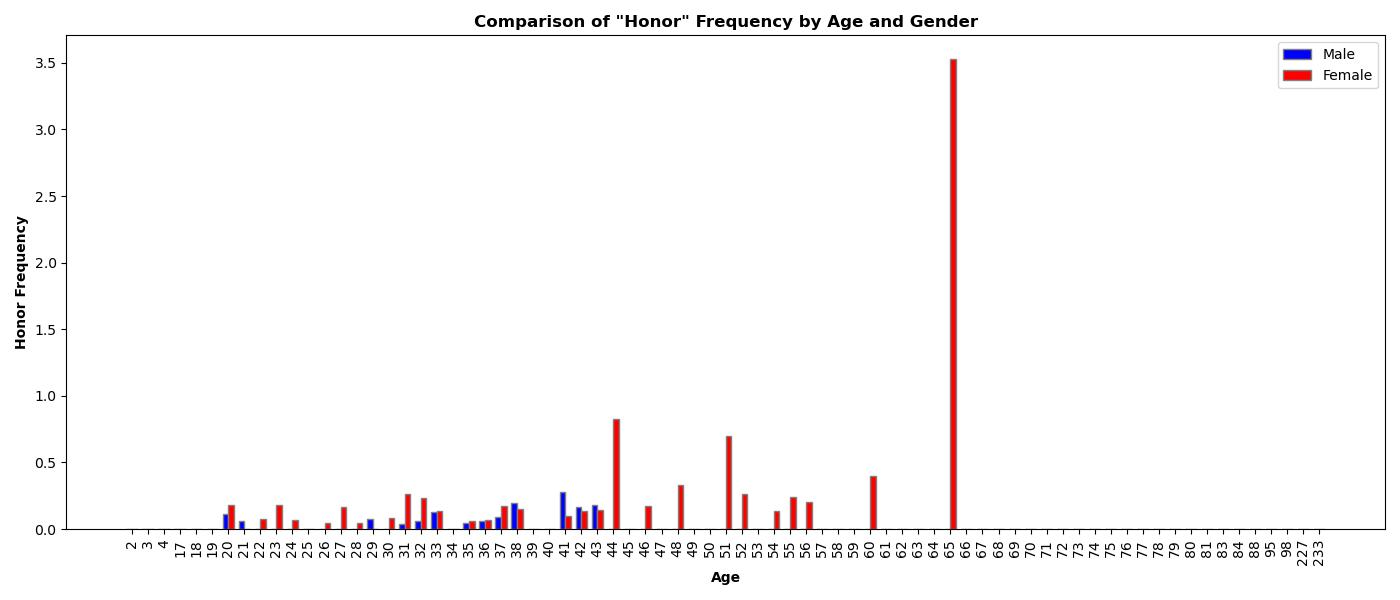 Comparison of "Honor" Frequency by Age and Gender
Male
Female
3.5
3.0
2.5
2.0
1.5
1.0
0.5
0.0
Honor Frequency
2 3 4 17 18 19 20 21 22 23 24 25 26 27 28 29 30 31 32 33 34 35 36 37 38 39 40 41 42 43 44 45 46 47 48 49 50 51 52 53 54 55 56 57 58 59 60 61 62 63 64 65 66 67 68 69 70 71 72 73 74 75 76 77 78 79 80 81 83 84 88 95 98 227 233
Age